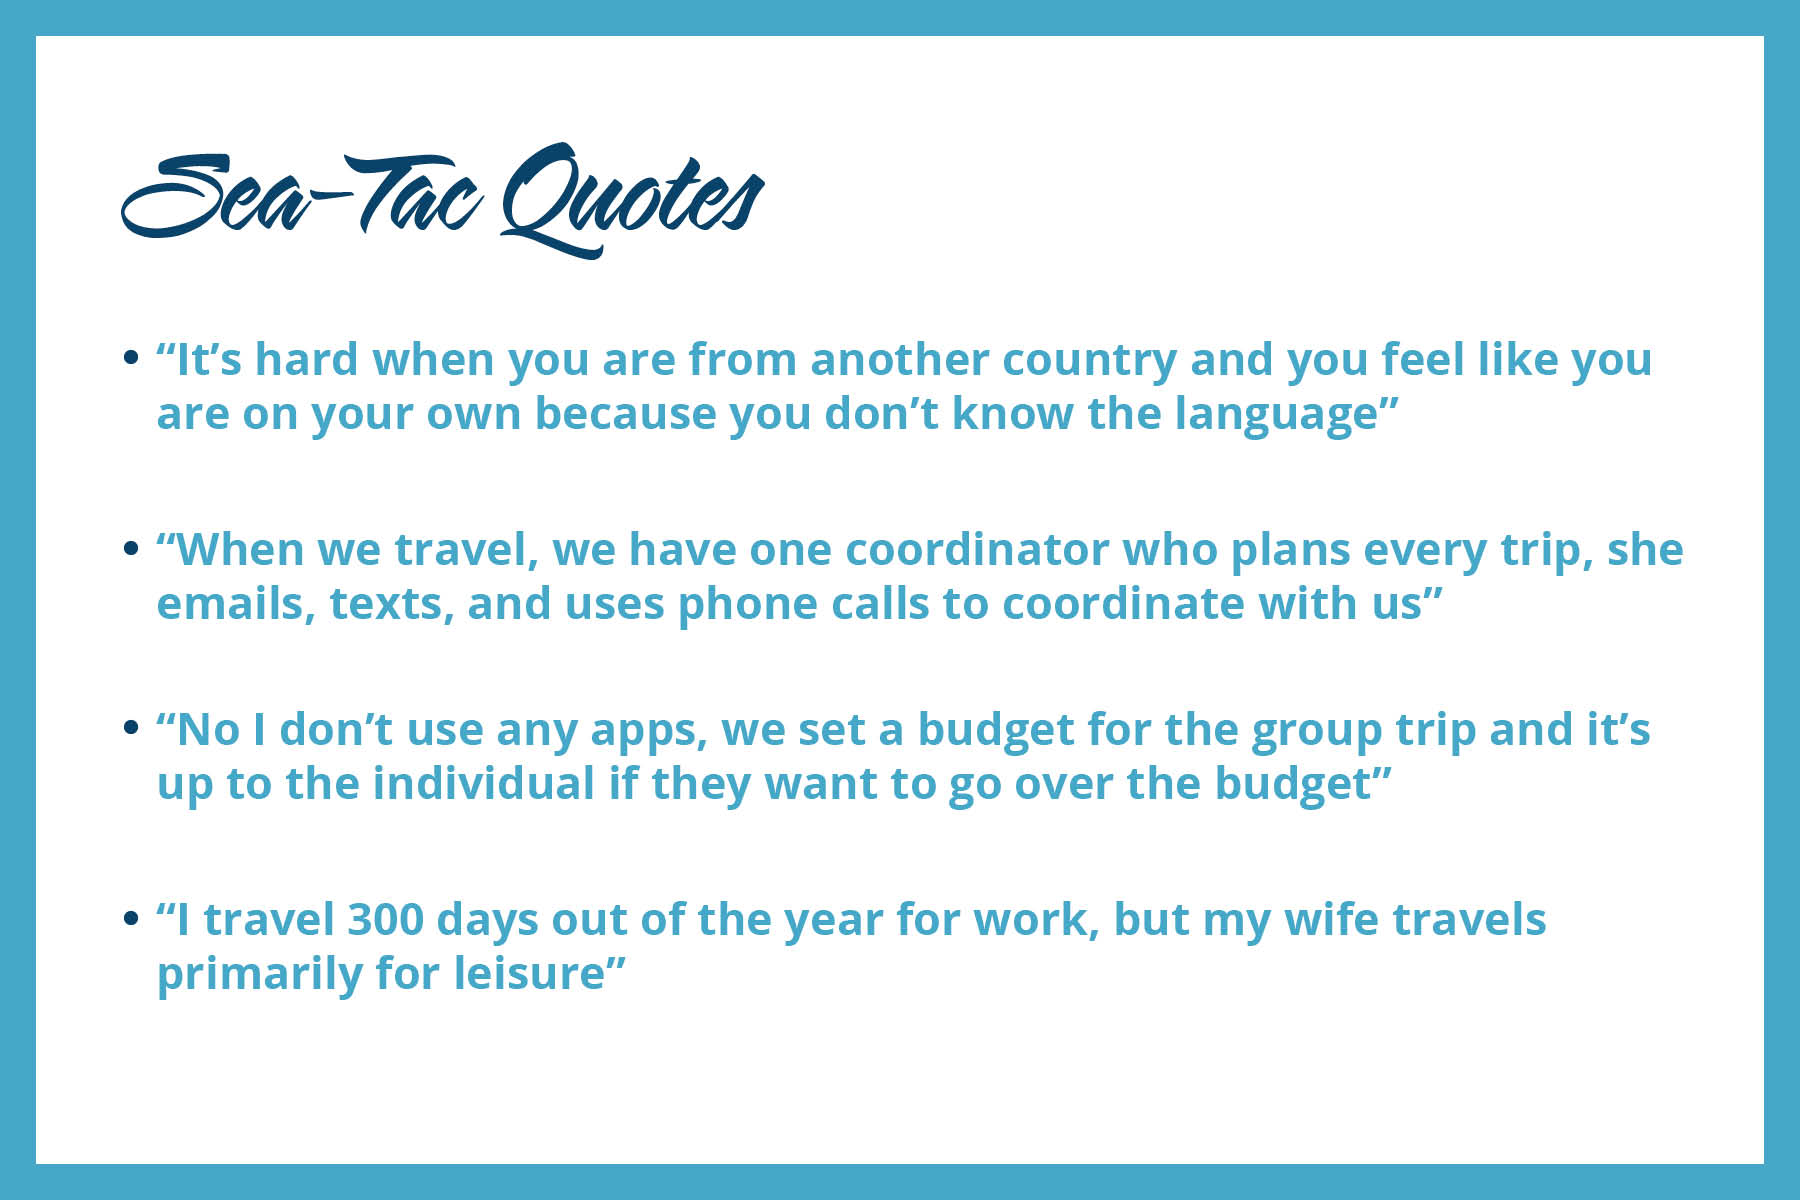 Sea-Tac Quotes
• “It’s hard when you are from another country and you feel like you
are on your own because you don’t know the language”
• “When we travel, we have one coordinator who plans every trip, she
emails, texts, and uses phone calls to coordinate with us”
• “No I don’t use any apps, we set a budget for the group trip and it’s
up to the individual if they want to go over the budget”
• “I travel 300 days out of the year for work, but my wife travels
primarily for leisure”